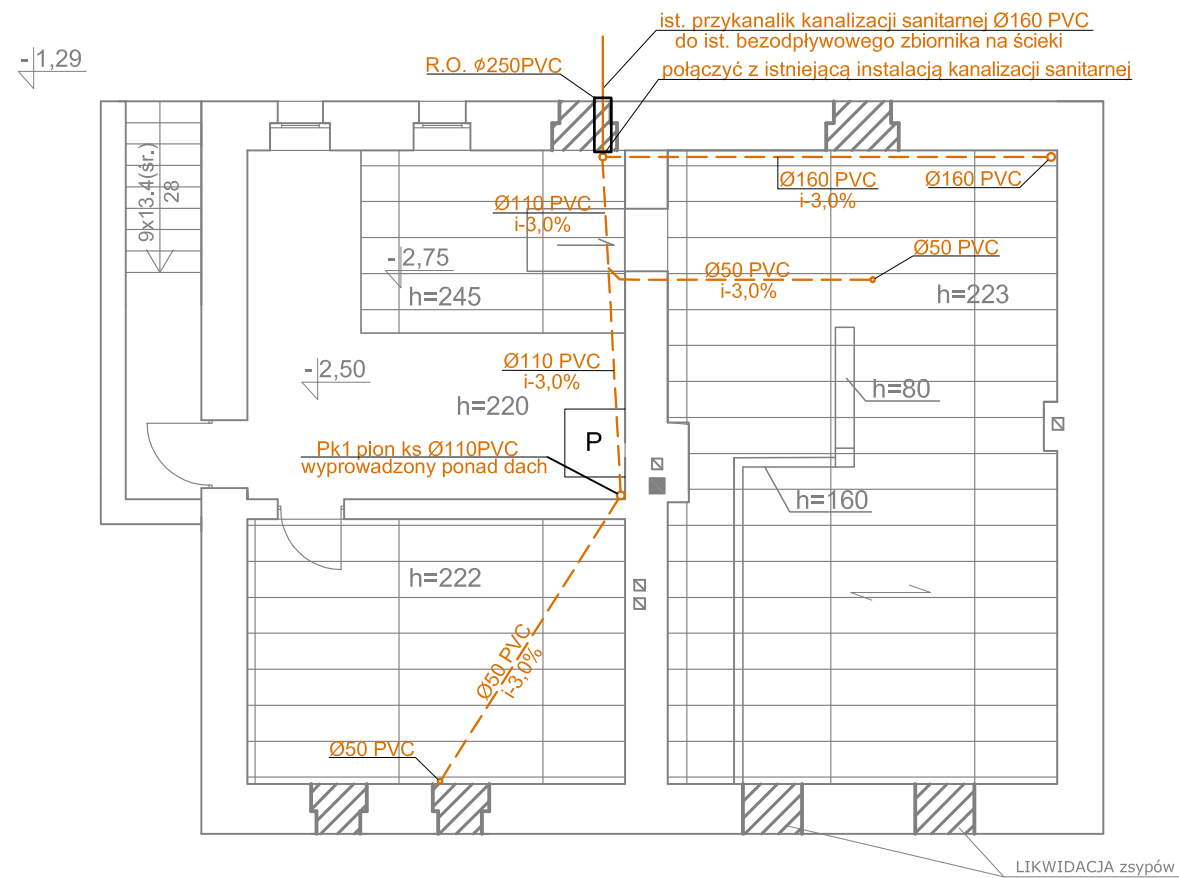 ist. przykanalik kanalizacji sanitarnej Ø160 PVC
do ist. bezodpływowego zbiornika na ścieki
połączyć z istniejącą instalacją kanalizacji sanitarnej
R.O. ϕ250PVC
-1,29
9x13.4(śr.)
28
Ø160 PVC
i-3,0%
Ø160 PVC
Ø110 PVC
i-3,0%
-2,75
h=245
Ø50 PVC
i-3,0%
Ø50 PVC
h=223
-2,50
Ø110 PVC
i-3,0%
h=220
h=80
P
Pk1 pion ks Ø110PVC
wyprowadzony ponad dach
h=160
h=222
Ø50 PVC
i-3,0%
Ø50 PVC
LIKWIDACJA zsypów